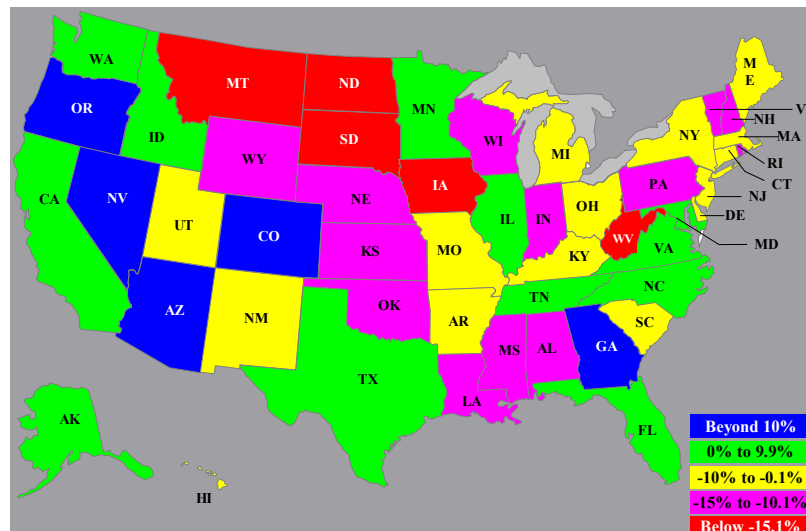 WA
MT
ND
MN
OR
ID
SD
WY
WI
MI
M
E
V
NH
NY
MA
RI
CT
NJ
DE
MD
PA
IA
NE
NV
UT
CA
CO
KS
MO
IL
IN
OH
WV
VA
KY
NC
TN
SC
AZ
NM
OK
AR
MS
AL
GA
TX
LA
FL
AK
HI
Beyond 10%
0% to 9.9%
-10% to -0.1%
-15% to -10.1%
Below -15.1%